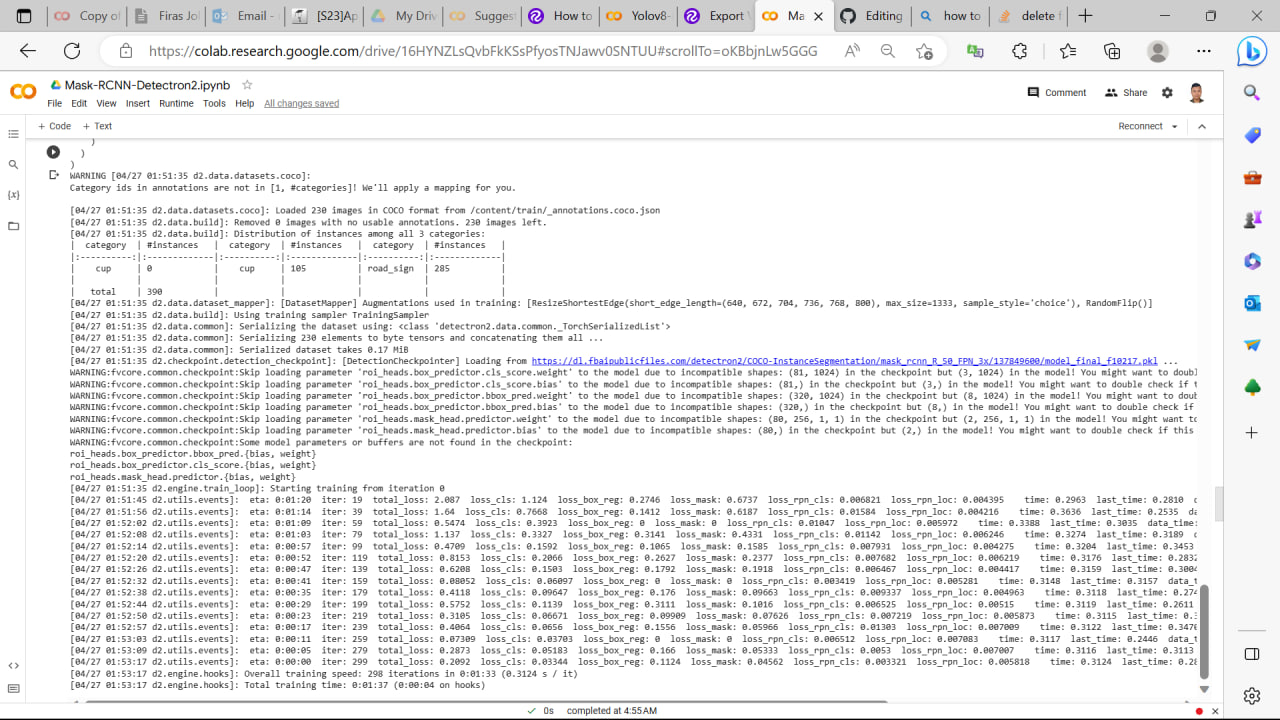 Copy of
Firas Jol
Email -
[S23]Ap
My Driv
Suggest
How to
Yolov8-
Export
Ma
Editing
how to
delete f
https://colab.research.google.com/drive/16HYNZLsQvbFkKSsPfyosTNJawv0SNTUU#scrollTo=oKBbjnLw5GGG
Mask-RCNN-Detectron2.ipynb
File Edit View Insert Runtime Tools Help All changes saved
Comment Share
+ Code + Text
Reconnect
)
)
)
WARNING [04/27 01:51:35 d2.data.datasets.coco]:
Category ids in annotations are not in [1, #categories]! We'll apply a mapping for you.
[04/27 01:51:35 d2.data.datasets.coco]: Loaded 230 images in COCO format from /content/train/_annotations.coco.json
[04/27 01:51:35 d2.data.build]: Removed 0 images with no usable annotations. 230 images left.
[04/27 01:51:35 d2.data.build]: Distribution of instances among all 3 categories:
| category | #instances | category | #instances | category | #instances |
|:----------:|:-------------|:----------:|:-------------|:----------:|:-------------|
| cup | 0 | cup | 105 | road_sign | 285 |
| | | | | | |
| total | 390 | | | | |
[04/27 01:51:35 d2.data.dataset_mapper]: [DatasetMapper] Augmentations used in training: [ResizeShortestEdge(short_edge_length=(640, 672, 704, 736, 768, 800), max_size=1333, sample_style='choice'), RandomFlip()]
[04/27 01:51:35 d2.data.build]: Using training sampler TrainingSampler
[04/27 01:51:35 d2.data.common]: Serializing the dataset using: <class 'detectron2.data.common._TorchSerializedList'>
[04/27 01:51:35 d2.data.common]: Serializing 230 elements to byte tensors and concatenating them all ...
[04/27 01:51:35 d2.data.common]: Serialized dataset takes 0.17 MiB
[04/27 01:51:35 d2.checkpoint.detection_checkpoint]: [DetectionCheckpointer] Loading from https://dl.fbaipublicfiles.com/detectron2/COCO-InstanceSegmentation/mask_rcnn_R_50_FPN_3x/137849600/model_final_f10217.pkl ...
WARNING:fvcore.common.checkpoint:Skip loading parameter 'roi_heads.box_predictor.cls_score.weight' to the model due to incompatible shapes: (81, 1024) in the checkpoint but (3, 1024) in the model! You might want to doubl
WARNING:fvcore.common.checkpoint:Skip loading parameter 'roi_heads.box_predictor.cls_score.bias' to the model due to incompatible shapes: (81,) in the checkpoint but (3,) in the model! You might want to double check if t
WARNING:fvcore.common.checkpoint:Skip loading parameter 'roi_heads.box_predictor.bbox_pred.weight' to the model due to incompatible shapes: (320, 1024) in the checkpoint but (8, 1024) in the model! You might want to doub
WARNING:fvcore.common.checkpoint:Skip loading parameter 'roi_heads.box_predictor.bbox_pred.bias' to the model due to incompatible shapes: (320,) in the checkpoint but (8,) in the model! You might want to double check if
WARNING:fvcore.common.checkpoint:Skip loading parameter 'roi_heads.mask_head.predictor.weight' to the model due to incompatible shapes: (80, 256, 1, 1) in the checkpoint but (2, 256, 1, 1) in the model! You might want to
WARNING:fvcore.common.checkpoint:Skip loading parameter 'roi_heads.mask_head.predictor.bias' to the model due to incompatible shapes: (80,) in the checkpoint but (2,) in the model! You might want to double check if this
WARNING:fvcore.common.checkpoint:Some model parameters or buffers are not found in the checkpoint:
roi_heads.box_predictor.bbox_pred.{bias, weight}
roi_heads.box_predictor.cls_score.{bias, weight}
roi_heads.mask_head.predictor.{bias, weight}
[04/27 01:51:35 d2.engine.train_loop]: Starting training from iteration 0
[04/27 01:51:45 d2.utils.events]: eta: 0:01:20 iter: 19 total_loss: 2.087 loss_cls: 1.124 loss_box_reg: 0.2746 loss_mask: 0.6737 loss_rpn_cls: 0.006821 loss_rpn_loc: 0.004395 time: 0.2963 last_time: 0.2810 d
[04/27 01:51:56 d2.utils.events]: eta: 0:01:14 iter: 39 total_loss: 1.64 loss_cls: 0.7668 loss_box_reg: 0.1412 loss_mask: 0.6187 loss_rpn_cls: 0.01584 loss_rpn_loc: 0.004216 time: 0.3636 last_time: 0.2535 da
[04/27 01:52:02 d2.utils.events]: eta: 0:01:09 iter: 59 total_loss: 0.5474 loss_cls: 0.3923 loss_box_reg: 0 loss_mask: 0 loss_rpn_cls: 0.01047 loss_rpn_loc: 0.005972 time: 0.3388 last_time: 0.3035 data_time:
[04/27 01:52:08 d2.utils.events]: eta: 0:01:03 iter: 79 total_loss: 1.137 loss_cls: 0.3327 loss_box_reg: 0.3141 loss_mask: 0.4331 loss_rpn_cls: 0.01142 loss_rpn_loc: 0.006246 time: 0.3274 last_time: 0.3189 d
[04/27 01:52:14 d2.utils.events]: eta: 0:00:57 iter: 99 total_loss: 0.4709 loss_cls: 0.1592 loss_box_reg: 0.1065 loss_mask: 0.1585 loss_rpn_cls: 0.007931 loss_rpn_loc: 0.004275 time: 0.3204 last_time: 0.3453
[04/27 01:52:20 d2.utils.events]: eta: 0:00:52 iter: 119 total_loss: 0.8153 loss_cls: 0.2066 loss_box_reg: 0.2627 loss_mask: 0.2377 loss_rpn_cls: 0.007682 loss_rpn_loc: 0.006219 time: 0.3176 last_time: 0.2832
[04/27 01:52:26 d2.utils.events]: eta: 0:00:47 iter: 139 total_loss: 0.6208 loss_cls: 0.1503 loss_box_reg: 0.1792 loss_mask: 0.1918 loss_rpn_cls: 0.006467 loss_rpn_loc: 0.004417 time: 0.3159 last_time: 0.3004
[04/27 01:52:32 d2.utils.events]: eta: 0:00:41 iter: 159 total_loss: 0.08052 loss_cls: 0.06097 loss_box_reg: 0 loss_mask: 0 loss_rpn_cls: 0.003419 loss_rpn_loc: 0.005281 time: 0.3148 last_time: 0.3157 data_t
[04/27 01:52:38 d2.utils.events]: eta: 0:00:35 iter: 179 total_loss: 0.4118 loss_cls: 0.09647 loss_box_reg: 0.176 loss_mask: 0.09663 loss_rpn_cls: 0.009337 loss_rpn_loc: 0.004963 time: 0.3118 last_time: 0.274
[04/27 01:52:44 d2.utils.events]: eta: 0:00:29 iter: 199 total_loss: 0.5752 loss_cls: 0.1139 loss_box_reg: 0.3111 loss_mask: 0.1016 loss_rpn_cls: 0.006525 loss_rpn_loc: 0.00515 time: 0.3119 last_time: 0.2611
[04/27 01:52:50 d2.utils.events]: eta: 0:00:23 iter: 219 total_loss: 0.3105 loss_cls: 0.06671 loss_box_reg: 0.09909 loss_mask: 0.07626 loss_rpn_cls: 0.007219 loss_rpn_loc: 0.005873 time: 0.3115 last_time: 0.3
[04/27 01:52:57 d2.utils.events]: eta: 0:00:17 iter: 239 total_loss: 0.4064 loss_cls: 0.0656 loss_box_reg: 0.1556 loss_mask: 0.05966 loss_rpn_cls: 0.01303 loss_rpn_loc: 0.007009 time: 0.3122 last_time: 0.3476
[04/27 01:53:03 d2.utils.events]: eta: 0:00:11 iter: 259 total_loss: 0.07309 loss_cls: 0.03703 loss_box_reg: 0 loss_mask: 0 loss_rpn_cls: 0.006512 loss_rpn_loc: 0.007083 time: 0.3117 last_time: 0.2446 data_t
[04/27 01:53:09 d2.utils.events]: eta: 0:00:05 iter: 279 total_loss: 0.2873 loss_cls: 0.05183 loss_box_reg: 0.166 loss_mask: 0.05333 loss_rpn_cls: 0.0053 loss_rpn_loc: 0.007007 time: 0.3116 last_time: 0.3113
[04/27 01:53:17 d2.utils.events]: eta: 0:00:00 iter: 299 total_loss: 0.2092 loss_cls: 0.03344 loss_box_reg: 0.1124 loss_mask: 0.04562 loss_rpn_cls: 0.003321 loss_rpn_loc: 0.005818 time: 0.3124 last_time: 0.28
[04/27 01:53:17 d2.engine.hooks]: Overall training speed: 298 iterations in 0:01:33 (0.3124 s / it)
[04/27 01:53:17 d2.engine.hooks]: Total training time: 0:01:37 (0:00:04 on hooks)
0s completed at 4:55 AM